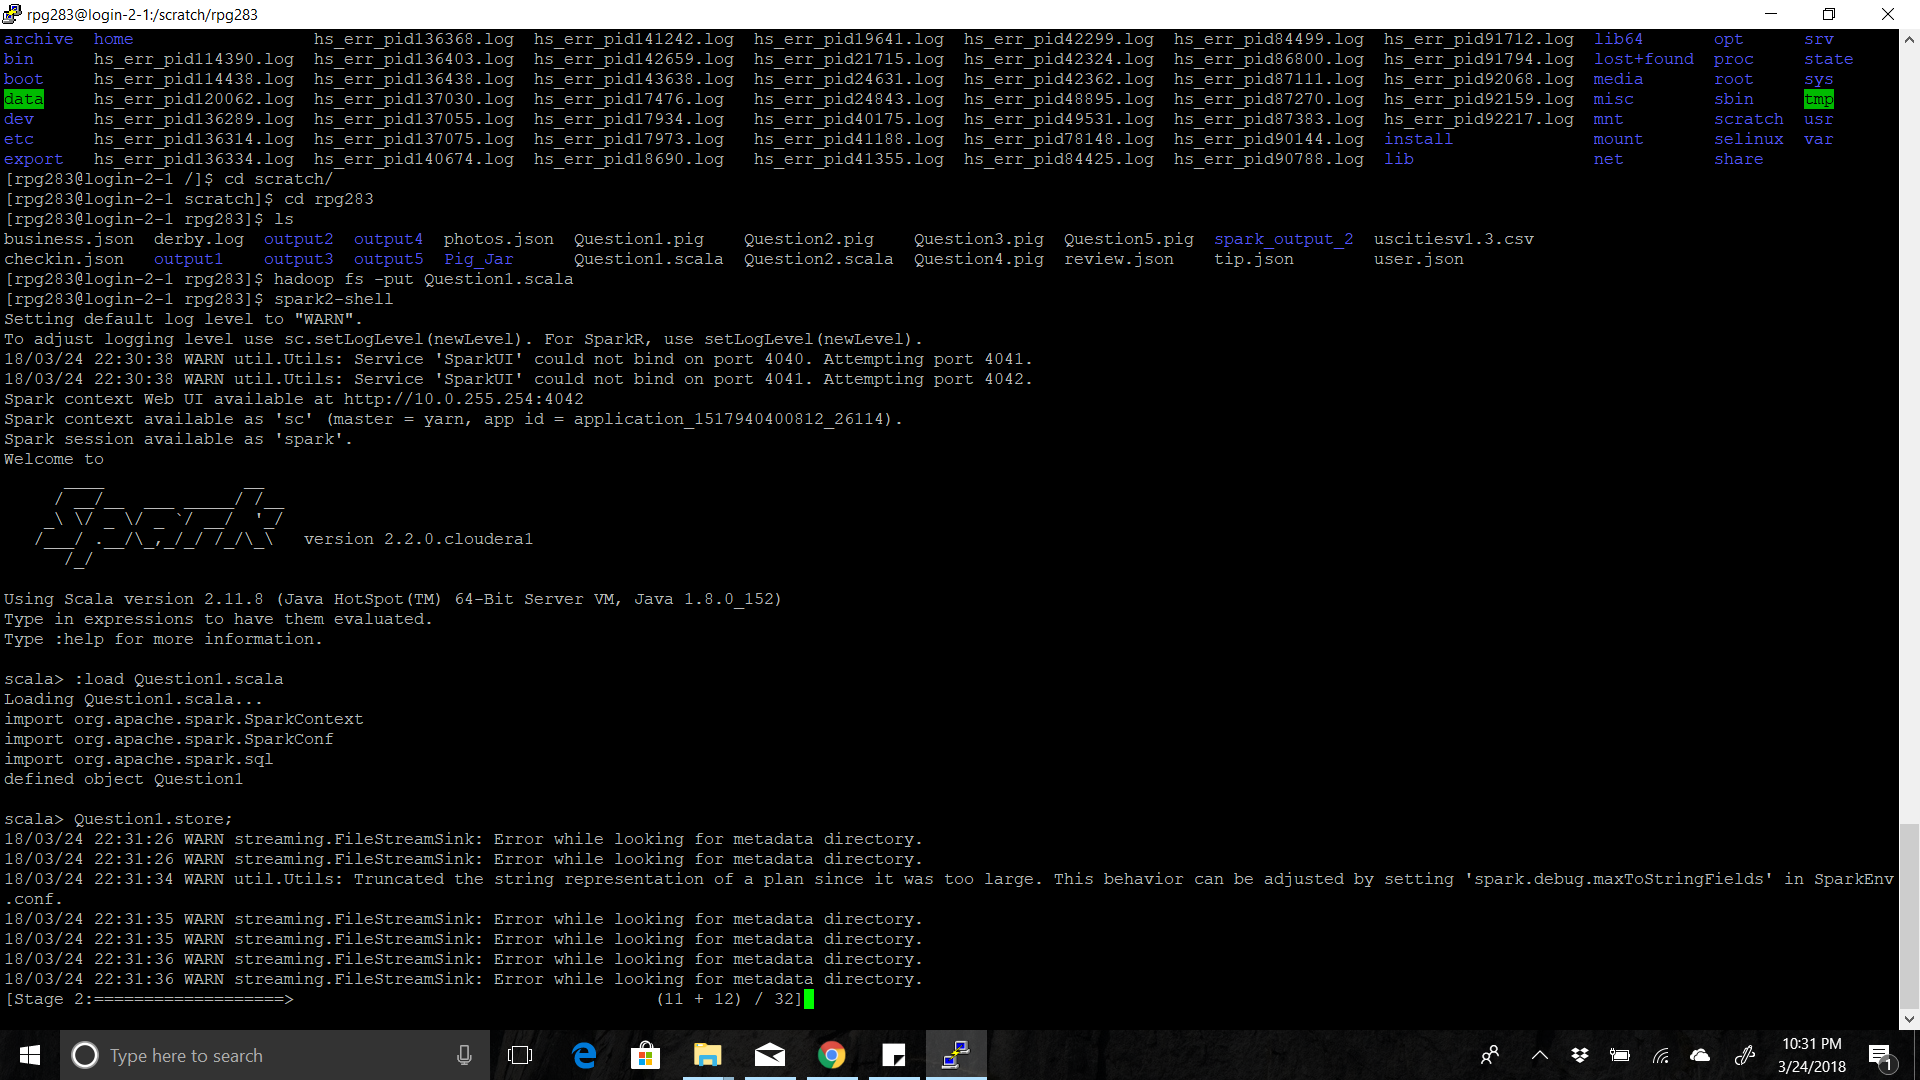 rpg283@login-2-1:/scratch/rpg283
archive home hs_err_pid136368.log hs_err_pid141242.log hs_err_pid19641.log hs_err_pid42299.log hs_err_pid84499.log hs_err_pid91712.log lib64 opt srv
bin hs_err_pid114390.log hs_err_pid136403.log hs_err_pid142659.log hs_err_pid21715.log hs_err_pid42324.log hs_err_pid86800.log hs_err_pid91794.log lost+found proc state
boot hs_err_pid114438.log hs_err_pid136438.log hs_err_pid143638.log hs_err_pid24631.log hs_err_pid42362.log hs_err_pid87111.log hs_err_pid92068.log media root sys
data hs_err_pid120062.log hs_err_pid137030.log hs_err_pid17476.log hs_err_pid24843.log hs_err_pid48895.log hs_err_pid87270.log hs_err_pid92159.log misc sbin tmp
dev hs_err_pid136289.log hs_err_pid137055.log hs_err_pid17934.log hs_err_pid40175.log hs_err_pid49531.log hs_err_pid87383.log hs_err_pid92217.log mnt scratch usr
etc hs_err_pid136314.log hs_err_pid137075.log hs_err_pid17973.log hs_err_pid41188.log hs_err_pid78148.log hs_err_pid90144.log install mount selinux var
export hs_err_pid136334.log hs_err_pid140674.log hs_err_pid18690.log hs_err_pid41355.log hs_err_pid84425.log hs_err_pid90788.log lib net share
[rpg283@login-2-1 /]$ cd scratch/
[rpg283@login-2-1 scratch]$ cd rpg283
[rpg283@login-2-1 rpg283]$ ls
business.json derby.log output2 output4 photos.json Question1.pig Question2.pig Question3.pig Question5.pig spark_output_2 uscitiesv1.3.csv
checkin.json output1 output3 output5 Pig_Jar Question1.scala Question2.scala Question4.pig review.json tip.json user.json
[rpg283@login-2-1 rpg283]$ hadoop fs -put Question1.scala
[rpg283@login-2-1 rpg283]$ spark2-shell
Setting default log level to "WARN".
To adjust logging level use sc.setLogLevel(newLevel). For SparkR, use setLogLevel(newLevel).
18/03/24 22:30:38 WARN util.Utils: Service 'SparkUI' could not bind on port 4040. Attempting port 4041.
18/03/24 22:30:38 WARN util.Utils: Service 'SparkUI' could not bind on port 4041. Attempting port 4042.
Spark context Web UI available at http://10.0.255.254:4042
Spark context available as 'sc' (master = yarn, app id = application_1517940400812_26114).
Spark session available as 'spark'.
Welcome to
Spark version 2.2.0.cloudera1
Using Scala version 2.11.8 (Java HotSpot(TM) 64-Bit Server VM, Java 1.8.0_152)
Type in expressions to have them evaluated.
Type :help for more information.
scala> :load Question1.scala
Loading Question1.scala...
import org.apache.spark.SparkContext
import org.apache.spark.SparkConf
import org.apache.spark.sql
defined object Question1
scala> Question1.store;
18/03/24 22:31:26 WARN streaming.FileStreamSink: Error while looking for metadata directory.
18/03/24 22:31:26 WARN streaming.FileStreamSink: Error while looking for metadata directory.
18/03/24 22:31:34 WARN util.Utils: Truncated the string representation of a plan since it was too large. This behavior can be adjusted by setting 'spark.debug.maxToStringFields' in SparkEnv
.conf.
18/03/24 22:31:35 WARN streaming.FileStreamSink: Error while looking for metadata directory.
18/03/24 22:31:35 WARN streaming.FileStreamSink: Error while looking for metadata directory.
18/03/24 22:31:36 WARN streaming.FileStreamSink: Error while looking for metadata directory.
18/03/24 22:31:36 WARN streaming.FileStreamSink: Error while looking for metadata directory.
[Stage 2:===================> (11 + 12) / 32]
Type here to search
10:31 PM
3/24/2018
1